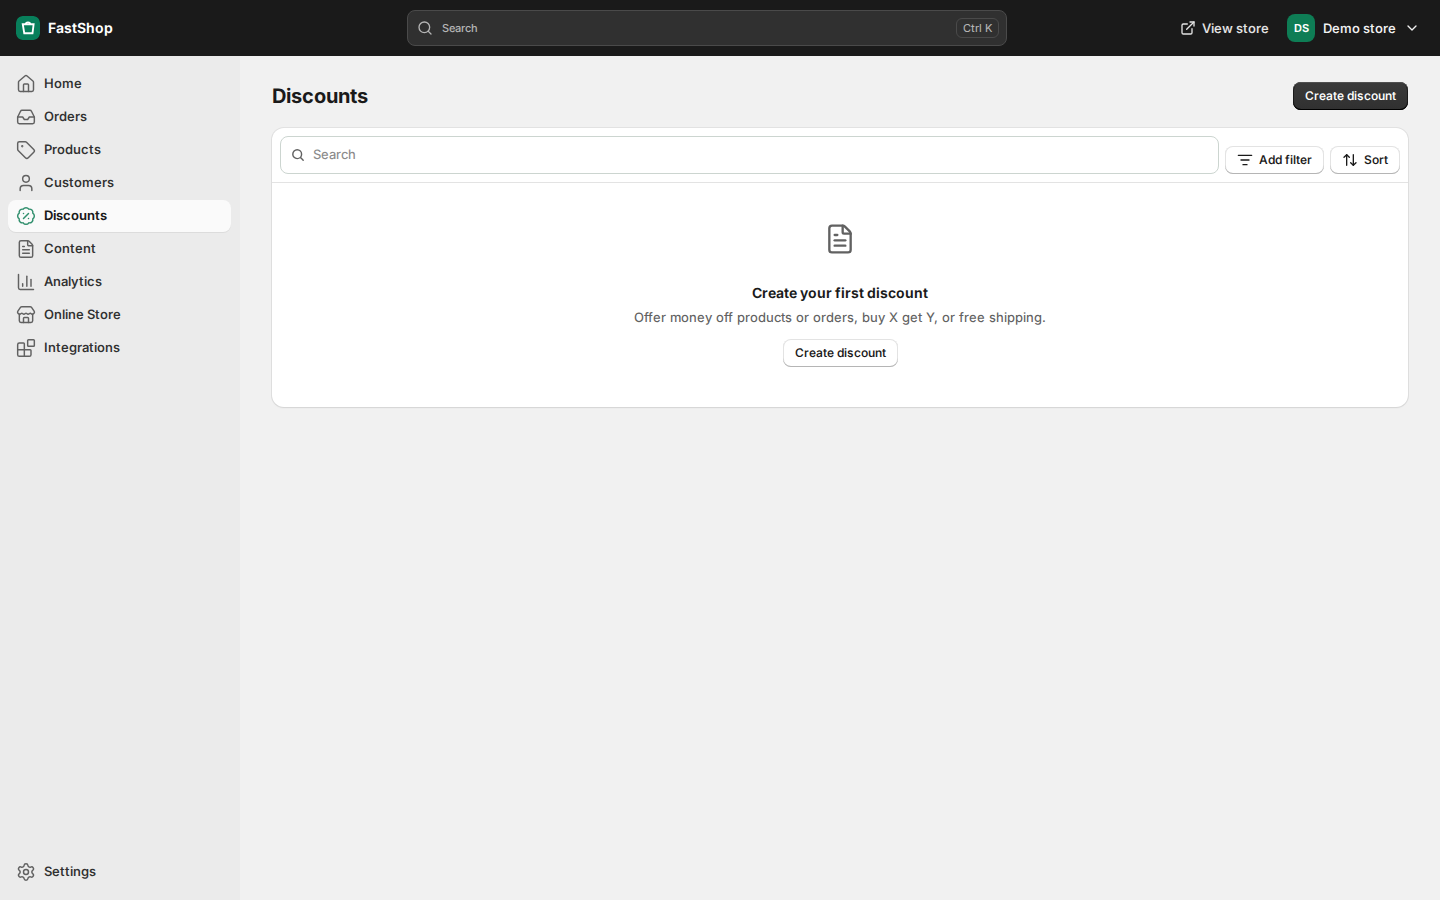 FastShop
Search
Ctrl K
View store
DS
Demo store
Home
Orders
Products
Customers
Discounts
Content
Analytics
Online Store
Integrations
Settings
Discounts
Create discount
Search
Add filter
Sort
Create your first discount
Offer money off products or orders, buy X get Y, or free shipping.
Create discount